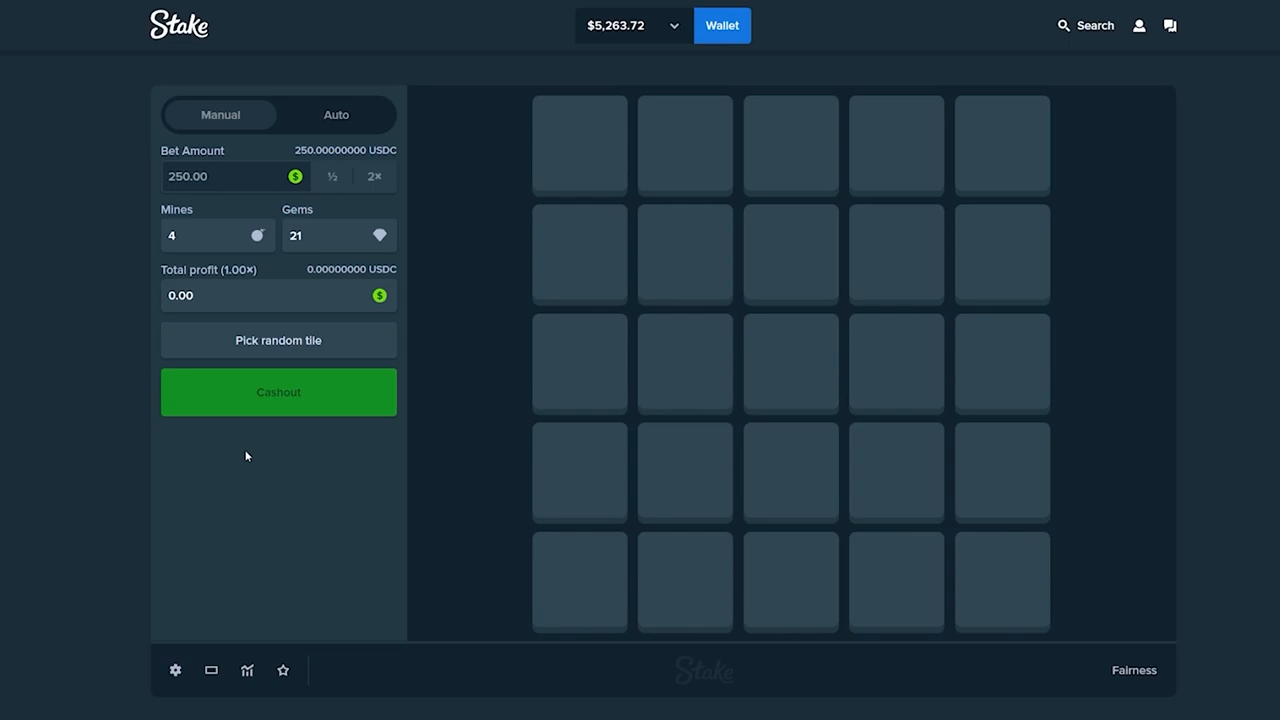 Stake
$5,263.72
Wallet
Search
Manual
Auto
Bet Amount
250.00000000 USDC
250.00
½
2×
Mines
Gems
4
21
Total profit (1.00×)
0.00000000 USDC
0.00
Pick random tile
Cashout
Stake
Fairness